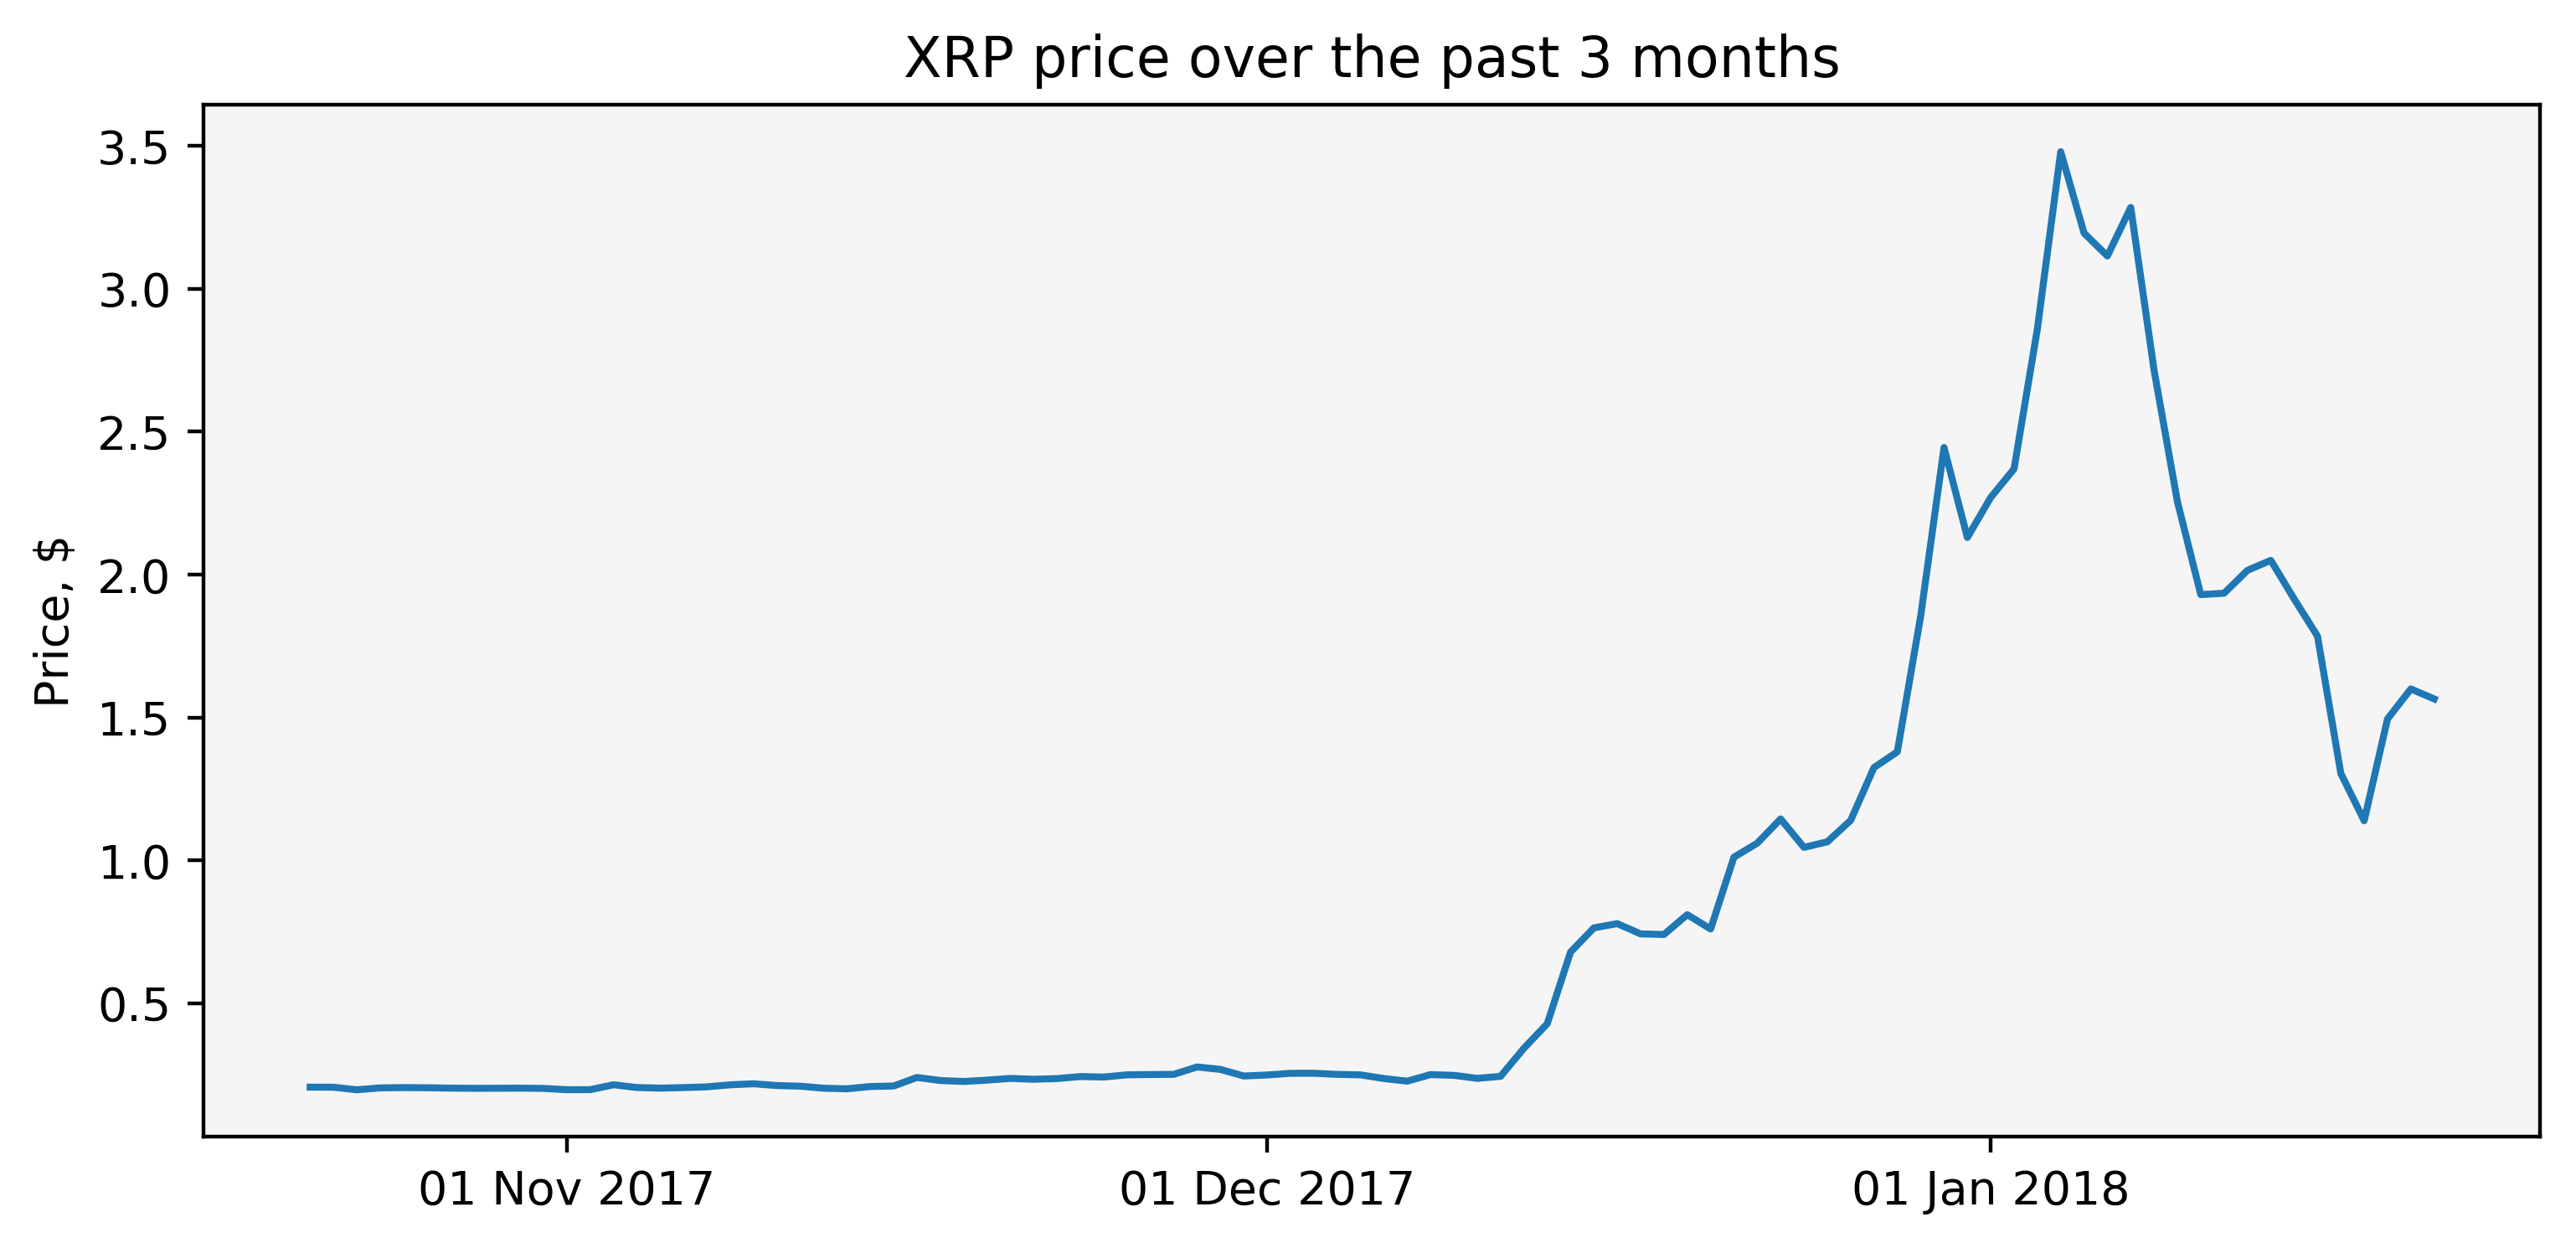 XRP price over the past 3 months
Price, $
3.5
3.0
2.5
2.0
1.5
1.0
0.5
01 Nov 2017
01 Dec 2017
01 Jan 2018